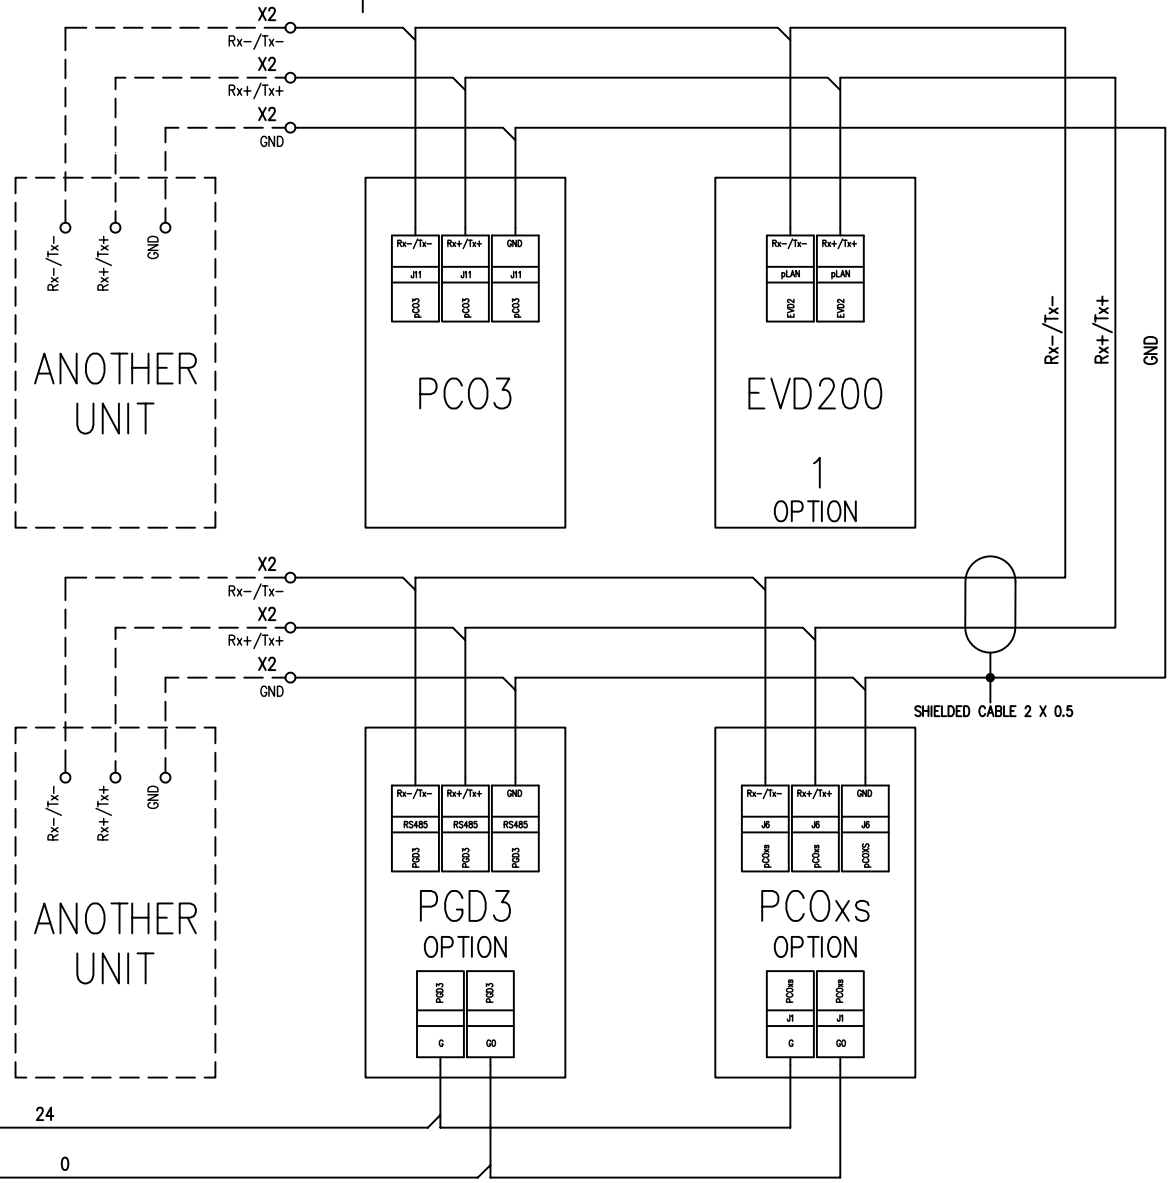 X2
Rx-/Tx-
X2
Rx+/Tx+
X2
GND
Rx-/Tx-
Rx+/Tx+
GND
ANOTHER
UNIT
Rx-/Tx- Rx+/Tx+ GND
J11 J11 J11
pCO3 pCO3 pCO3
PCO3
Rx-/Tx- Rx+/Tx+
pLAN pLAN
EVD2 EVD2
EVD200
1
OPTION
Rx-/Tx-
Rx+/Tx+
GND
X2
Rx-/Tx-
X2
Rx+/Tx+
X2
GND
SHIELDED CABLE 2 X 0.5
Rx-/Tx-
Rx+/Tx+
GND
ANOTHER
UNIT
Rx-/Tx- Rx+/Tx+ GND
RS485 RS485 RS485
PGD3 PGD3 PGD3
PGD3
OPTION
PGD3 PGD3
G G0
Rx-/Tx- Rx+/Tx+ GND
J6 J6 J6
pCOxs pCOxs pCOXS
PCOxs
OPTION
PCOxs PCOxs
J1 J1
G G0
24
0